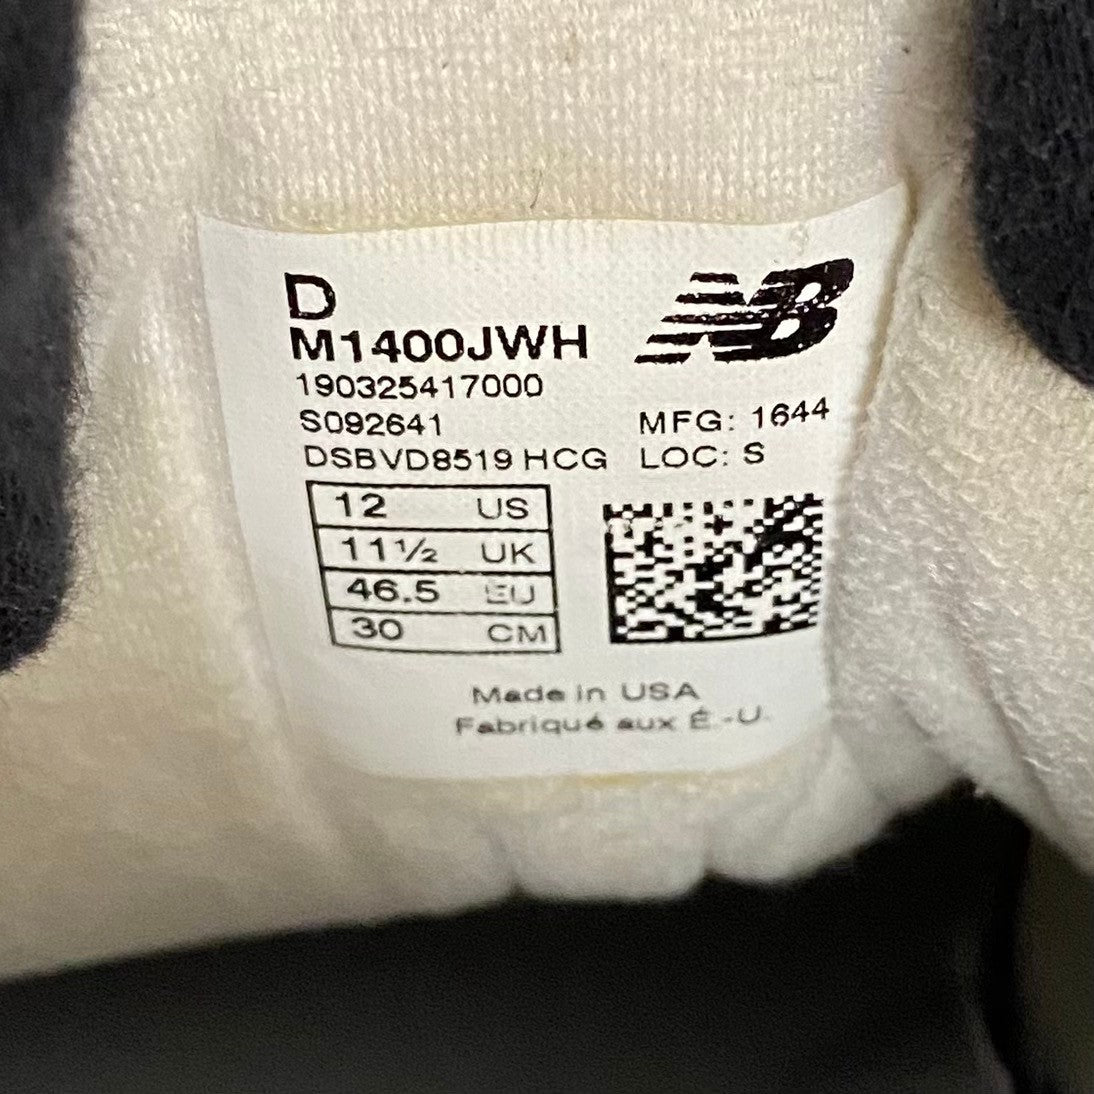 D
M1400JWH
NB
190325417000
S092641
MFG: 1644
DSBVD8519 HCG
LOC: S
12 US
11½ UK
46.5 EU
30 CM
Made in USA
Fabriqué aux É.-U.